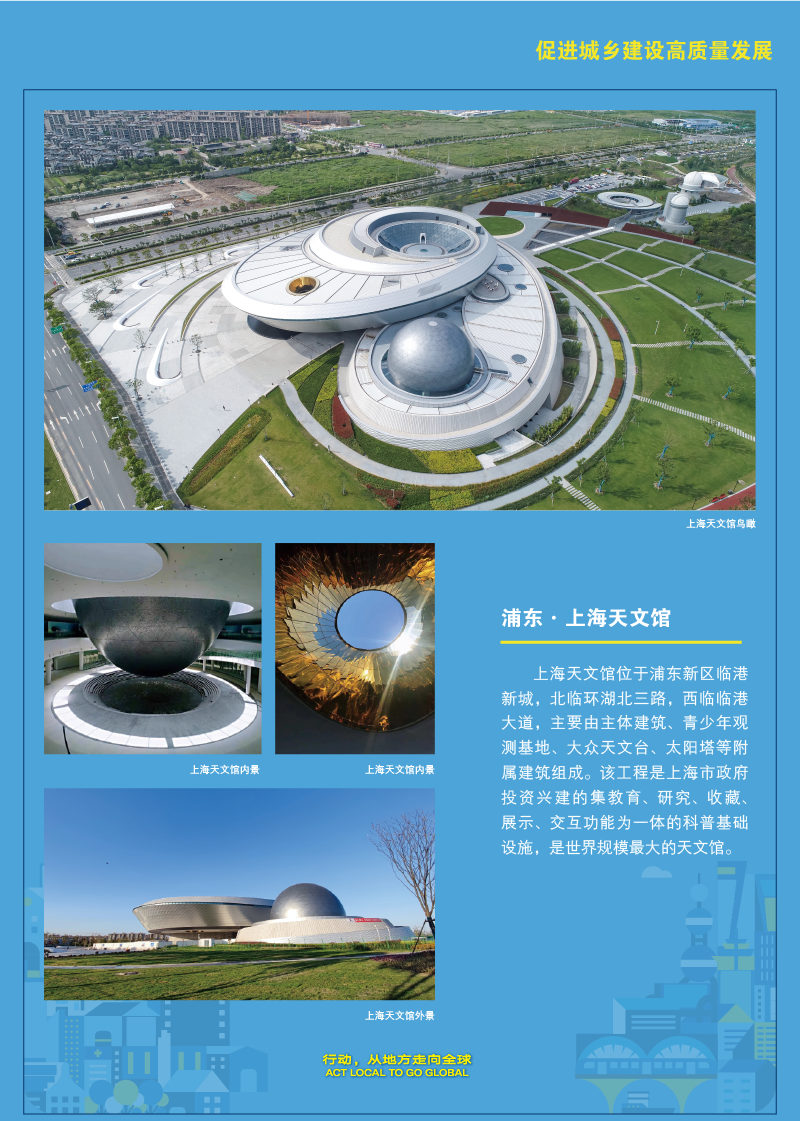 促进城乡建设高质量发展
上海天文馆鸟瞰
上海天文馆内景
上海天文馆内景
浦东·上海天文馆
上海天文馆位于浦东新区临港
新城，北临环湖北三路，西临临港
大道，主要由主体建筑、青少年观
测基地、大众天文台、太阳塔等附
属建筑组成。该工程是上海市政府
投资兴建的集教育、研究、收藏、
展示、交互功能为一体的科普基础
设施，是世界规模最大的天文馆。
上海天文馆外景
行动，从地方走向全球
ACT LOCAL TO GO GLOBAL